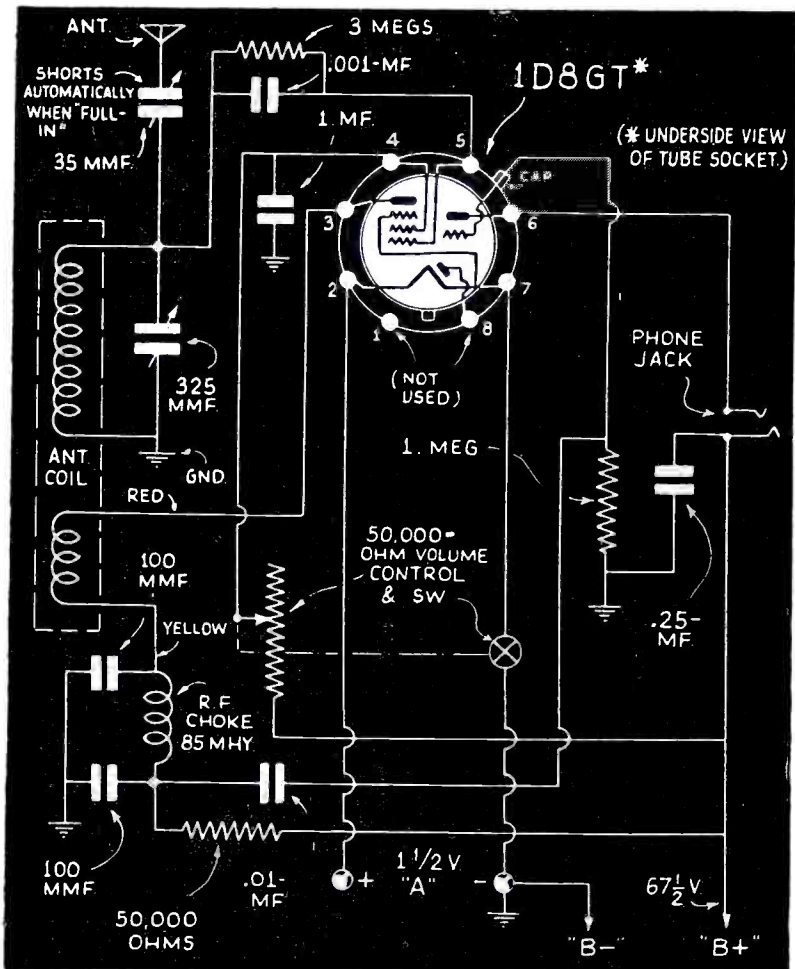 ANT.
3 MEGS
.001-MF.
SHORTS
AUTOMATICALLY
WHEN "FULL-
IN"
35 MMF.
1. MF.
1D8GT*
(* UNDERSIDE VIEW
OF TUBE SOCKET.)
CAP
4
5
3
6
2
7
1
8
(NOT
USED)
325
MMF.
GND.
ANT.
COIL
RED
PHONE
JACK
1. MEG
100
MMF.
50,000-
OHM VOLUME
CONTROL
& SW
.25-
MF.
YELLOW
R.F.
CHOKE
85 MHY.
100
MMF.
50,000
OHMS
.01-
MF
+
1 1/2 V.
"A"
-
67 1/2 V.
"B-"
"B+"